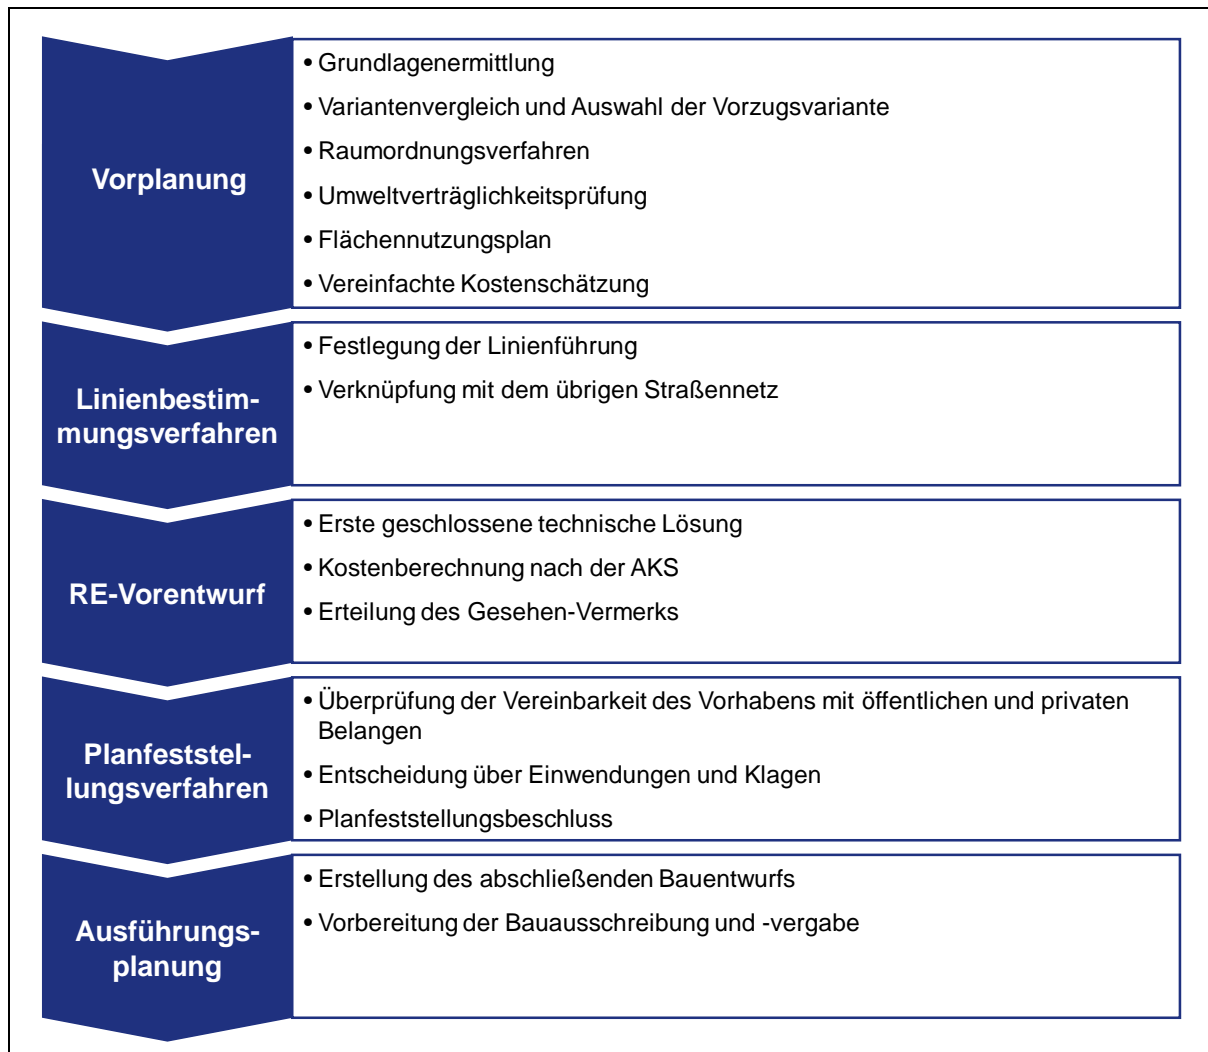 Vorplanung
• Grundlagenermittlung
• Variantenvergleich und Auswahl der Vorzugsvariante
• Raumordnungsverfahren
• Umweltverträglichkeitsprüfung
• Flächennutzungsplan
• Vereinfachte Kostenschätzung
Linienbestim-
mungsverfahren
• Festlegung der Linienführung
• Verknüpfung mit dem übrigen Straßennetz
RE-Vorentwurf
• Erste geschlossene technische Lösung
• Kostenberechnung nach der AKS
• Erteilung des Gesehen-Vermerks
Planfeststel-
lungsverfahren
• Überprüfung der Vereinbarkeit des Vorhabens mit öffentlichen und privaten
Belangen
• Entscheidung über Einwendungen und Klagen
• Planfeststellungsbeschluss
Ausführungs-
planung
• Erstellung des abschließenden Bauentwurfs
• Vorbereitung der Bauausschreibung und -vergabe